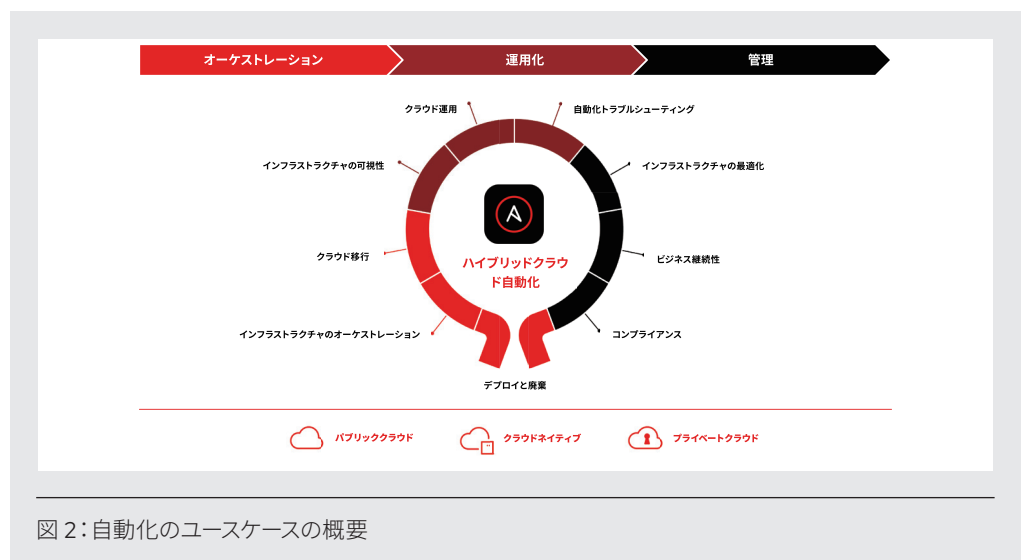 オーケストレーション
運用化
管理
クラウド運用
自動化トラブルシューティング
インフラストラクチャの可視性
インフラストラクチャの最適化
クラウド移行
ビジネス継続性
ハイブリッドクラウ
ド自動化
インフラストラクチャのオーケストレーション
コンプライアンス
デプロイと廃棄
パブリッククラウド
クラウドネイティブ
プライベートクラウド
図 2：自動化のユースケースの概要